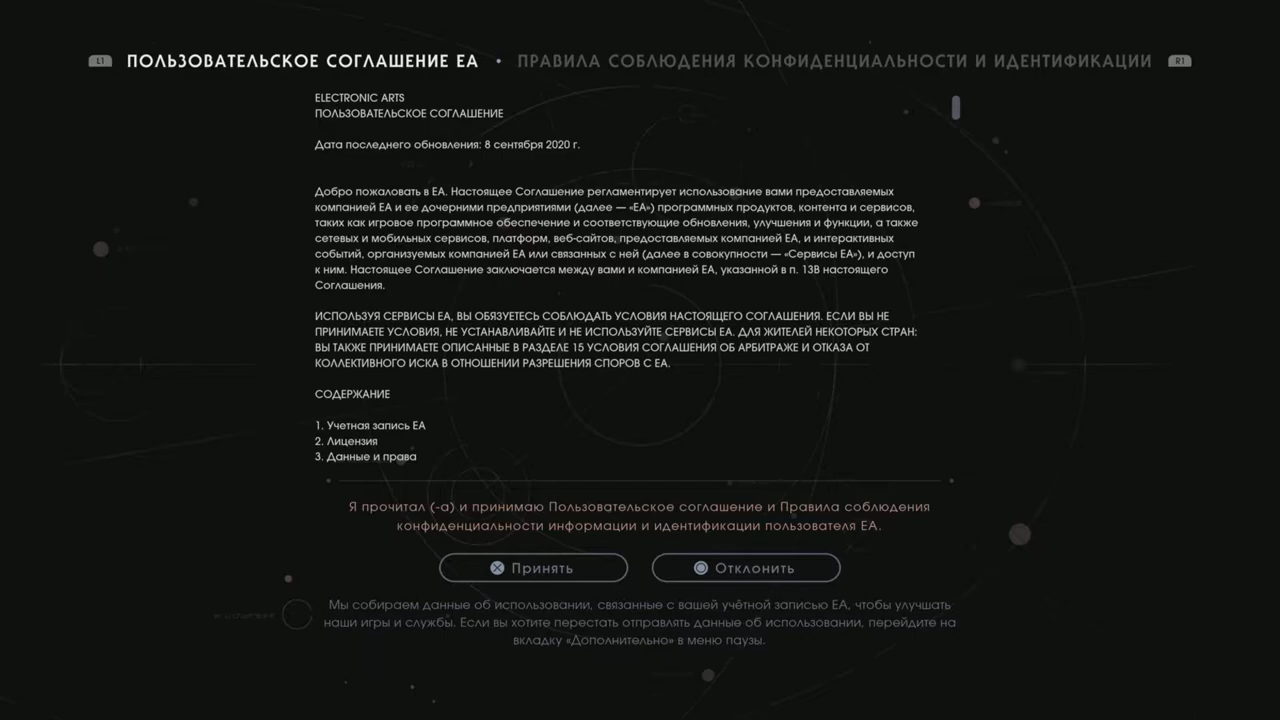 L1 ПОЛЬЗОВАТЕЛЬСКОЕ СОГЛАШЕНИЕ EA • ПРАВИЛА СОБЛЮДЕНИЯ КОНФИДЕНЦИАЛЬНОСТИ И ИДЕНТИФИКАЦИИ R1
ELECTRONIC ARTS
ПОЛЬЗОВАТЕЛЬСКОЕ СОГЛАШЕНИЕ
Дата последнего обновления: 8 сентября 2020 г.
Добро пожаловать в EA. Настоящее Соглашение регламентирует использование вами предоставляемых
компанией EA и ее дочерними предприятиями (далее — «EA») программных продуктов, контента и сервисов,
таких как игровое программное обеспечение и соответствующие обновления, улучшения и функции, а также
сетевых и мобильных сервисов, платформ, веб-сайтов, предоставляемых компанией EA, и интерактивных
событий, организуемых компанией EA или связанных с ней (далее в совокупности — «Сервисы EA»), и доступ
к ним. Настоящее Соглашение заключается между вами и компанией EA, указанной в п. 13B настоящего
Соглашения.
ИСПОЛЬЗУЯ СЕРВИСЫ EA, ВЫ ОБЯЗУЕТЕСЬ СОБЛЮДАТЬ УСЛОВИЯ НАСТОЯЩЕГО СОГЛАШЕНИЯ. ЕСЛИ ВЫ НЕ
ПРИНИМАЕТЕ УСЛОВИЯ, НЕ УСТАНАВЛИВАЙТЕ И НЕ ИСПОЛЬЗУЙТЕ СЕРВИСЫ EA. ДЛЯ ЖИТЕЛЕЙ НЕКОТОРЫХ СТРАН:
ВЫ ТАКЖЕ ПРИНИМАЕТЕ ОПИСАННЫЕ В РАЗДЕЛЕ 15 УСЛОВИЯ СОГЛАШЕНИЯ ОБ АРБИТРАЖЕ И ОТКАЗА ОТ
КОЛЛЕКТИВНОГО ИСКА В ОТНОШЕНИИ РАЗРЕШЕНИЯ СПОРОВ С EA.
СОДЕРЖАНИЕ
1. Учетная запись EA
2. Лицензия
3. Данные и права
Я прочитал (-а) и принимаю Пользовательское соглашение и Правила соблюдения
конфиденциальности информации и идентификации пользователя EA.
Принять Отклонить
Мы собираем данные об использовании, связанные с вашей учётной записью EA, чтобы улучшать
наши игры и службы. Если вы хотите перестать отправлять данные об использовании, перейдите на
вкладку «Дополнительно» в меню паузы.